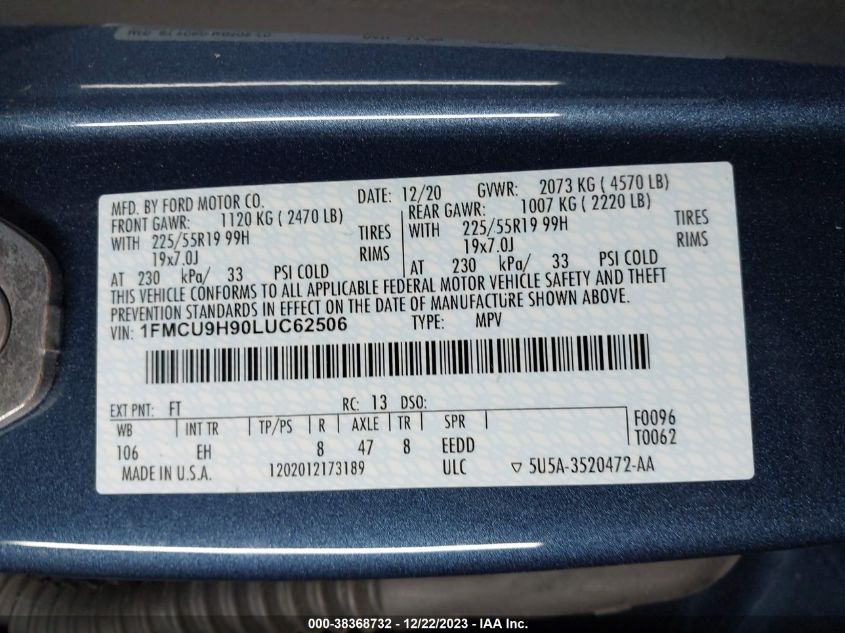 MFD. BY FORD MOTOR CO. DATE: 12/20 GVWR: 2073 KG ( 4570 LB)
FRONT GAWR: 1120 KG ( 2470 LB) REAR GAWR: 1007 KG ( 2220 LB)
WITH 225/55R19 99H TIRES WITH 225/55R19 99H TIRES
19x7.0J RIMS 19x7.0J RIMS
AT 230 kPa/ 33 PSI COLD AT 230 kPa/ 33 PSI COLD
THIS VEHICLE CONFORMS TO ALL APPLICABLE FEDERAL MOTOR VEHICLE SAFETY AND THEFT
PREVENTION STANDARDS IN EFFECT ON THE DATE OF MANUFACTURE SHOWN ABOVE.
VIN: 1FMCU9H90LUC62506 TYPE: MPV
EXT PNT: FT RC: 13 DSO:
WB INT TR TP/PS R AXLE TR SPR F0096
106 EH 8 47 8 EEDD T0062
MADE IN U.S.A. 1202012173189 ULC ▽ 5U5A-3520472-AA
000-38368732 - 12/22/2023 - IAA Inc.